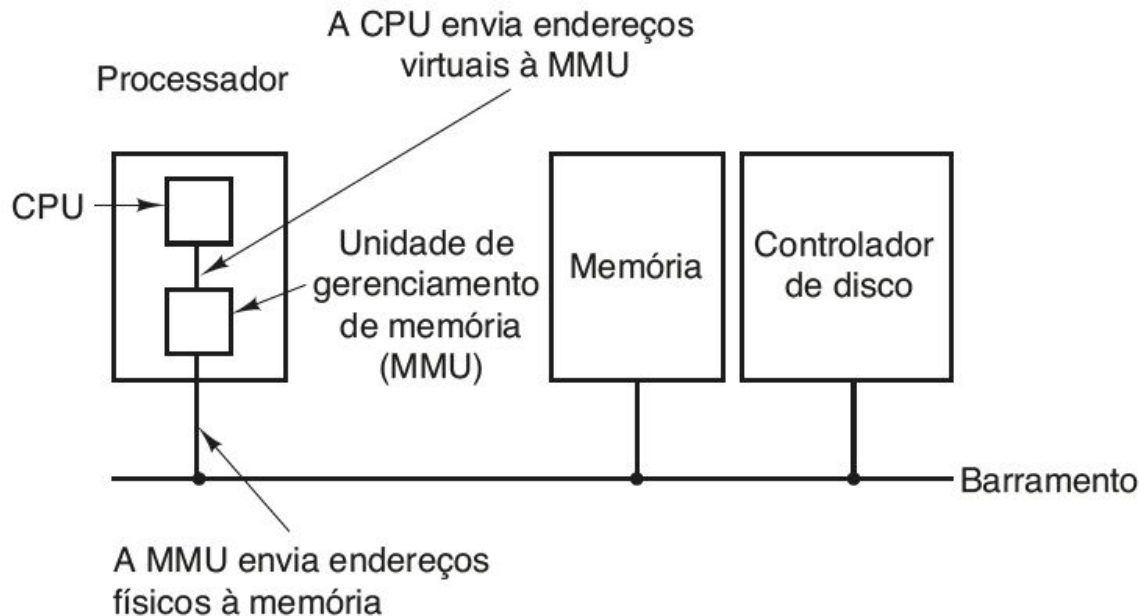 A CPU envia endereços
virtuais à MMU
Processador
CPU
Unidade de
gerenciamento
de memória
(MMU)
Memória
Controlador
de disco
Barramento
A MMU envia endereços
físicos à memória